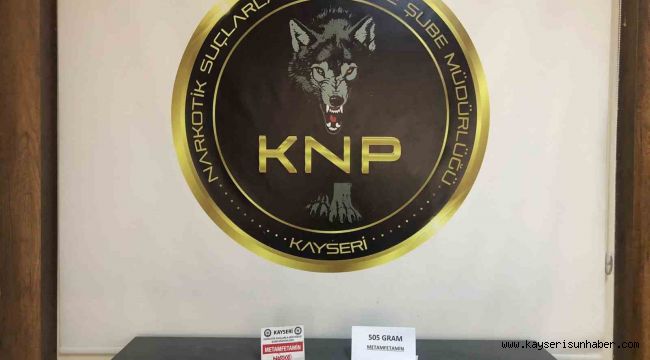 NARKOTİK SUÇLARLA
ŞUBE MÜDÜRLÜĞÜ
KNP
KAYSERİ
KAYSERİ
METAMFETAMİN
505 GRAM
METAMFETAMİN
www.kayserisunhaber.com